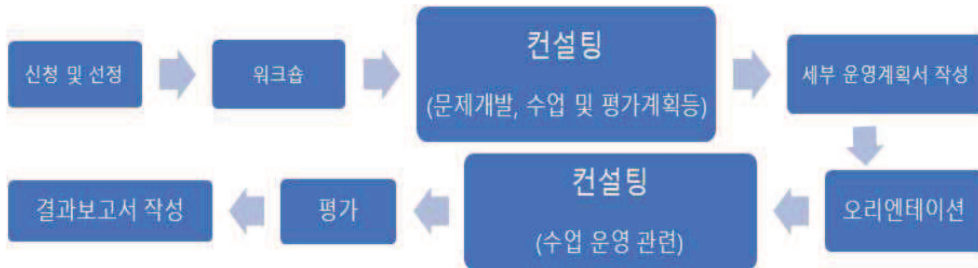 신청 및 선정
워크숍
컨설팅
(문제개발, 수업 및 평가계획등)
세부 운영계획서 작성
오리엔테이션
컨설팅
(수업 운영 관련)
평가
결과보고서 작성